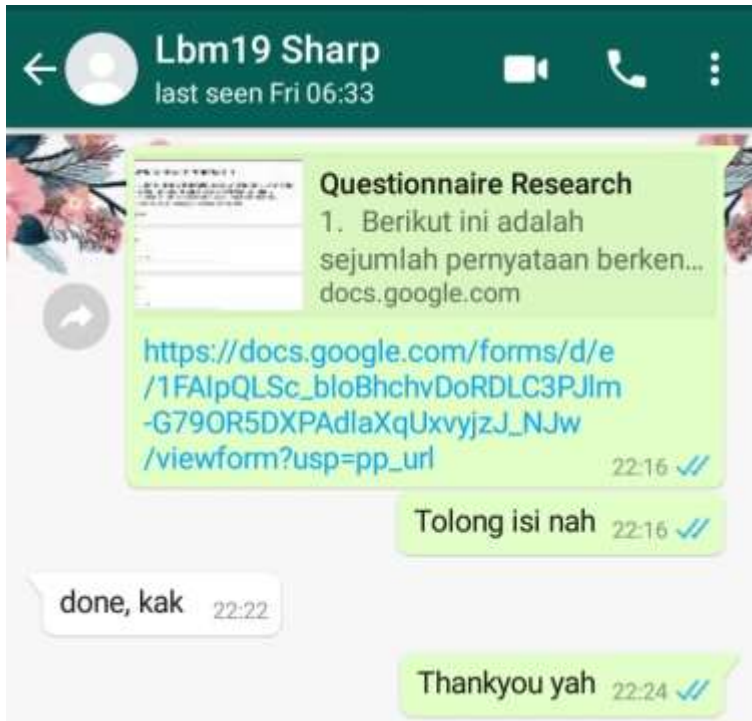 Lbm19 Sharp
last seen Fri 06:33
Questionnaire Research
1. Berikut ini adalah
sejumlah pernyataan berken...
docs.google.com
https://docs.google.com/forms/d/e
/1FAIpQLSc_bloBhchvDoRDLC3PJlm
-G79OR5DXPAdlaXqUxvyjzJ_NJw
/viewform?usp=pp_url
22:16
Tolong isi nah 22:16
done, kak 22:22
Thankyou yah 22:24